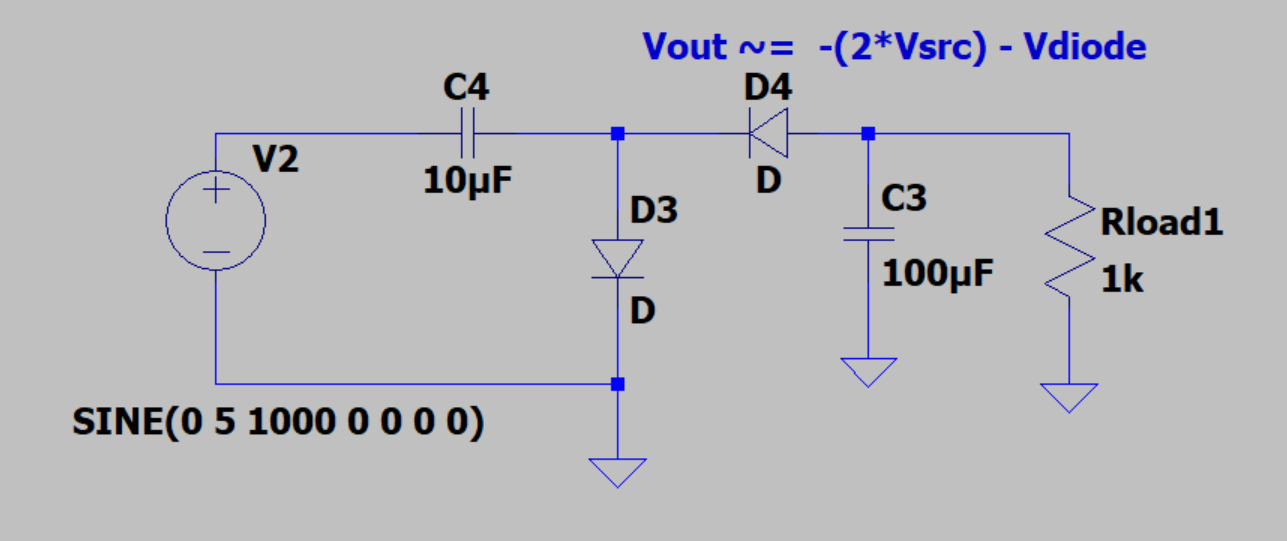 Vout ~= -(2*Vsrc) - Vdiode
C4
D4
V2
10µF
D
D3
C3
Rload1
100µF
1k
D
SINE(0 5 1000 0 0 0 0)